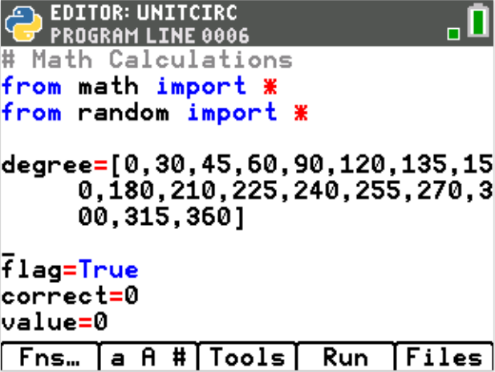 EDITOR: UNITCIRC
PROGRAM LINE 0006
# Math Calculations
from math import *
from random import *
degree=[0,30,45,60,90,120,135,15
0,180,210,225,240,255,270,3
00,315,360]
flag=True
correct=0
value=0
Fns… a A # Tools Run Files